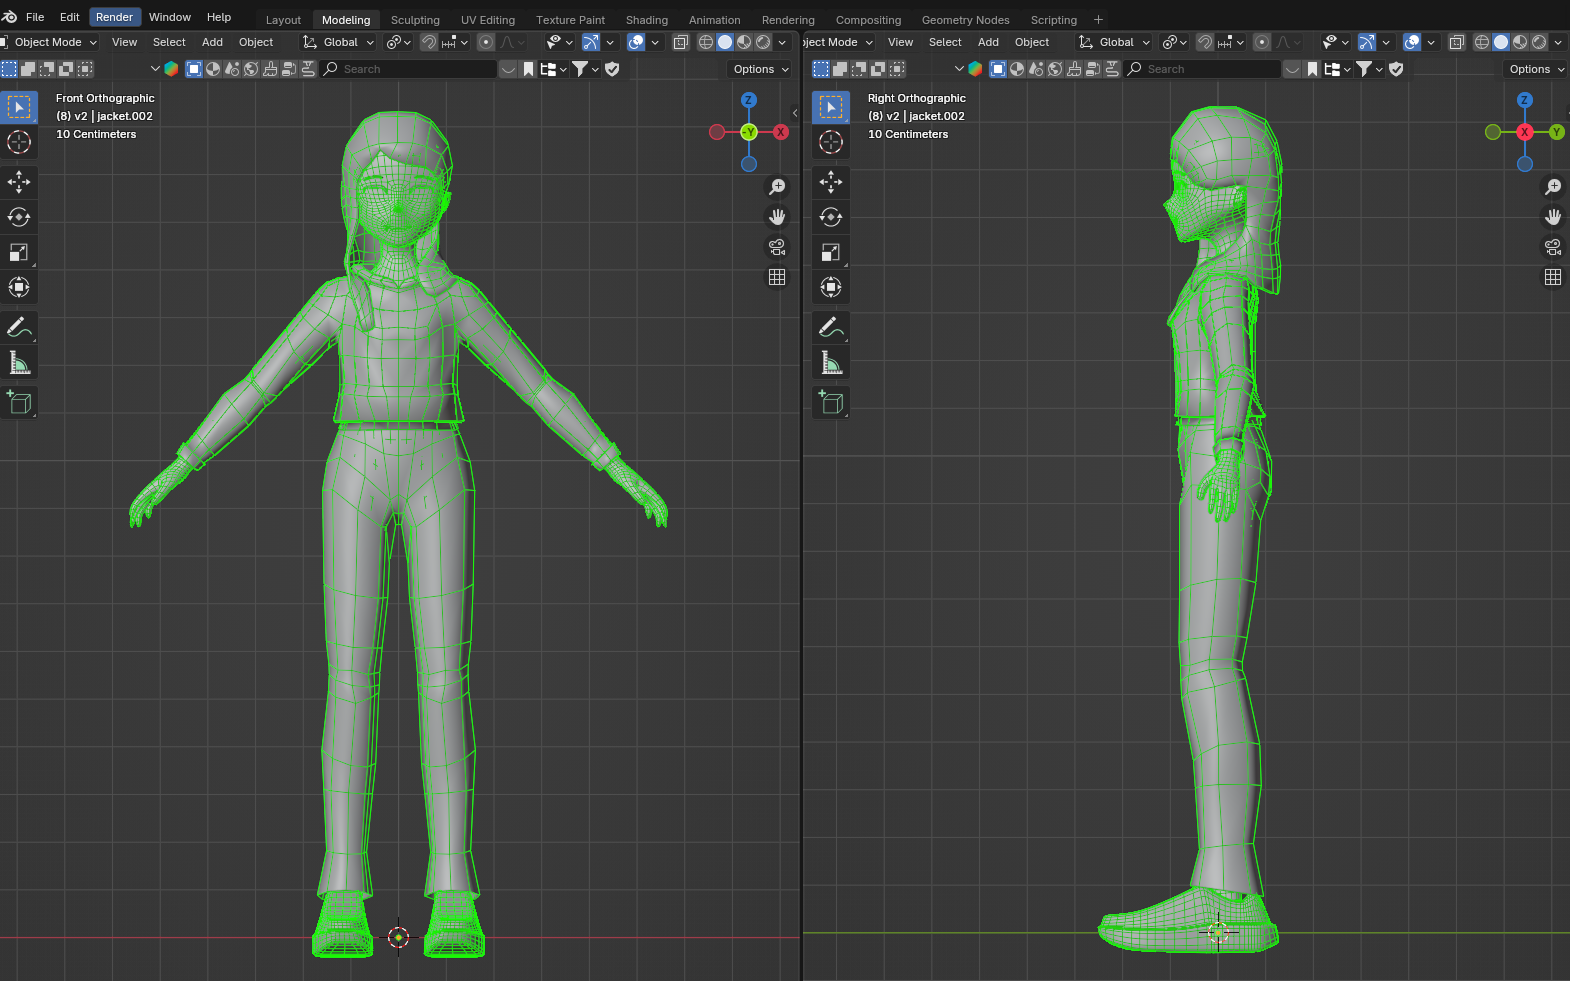 File Edit Render Window Help Layout Modeling Sculpting UV Editing Texture Paint Shading Animation Rendering Compositing Geometry Nodes Scripting +
Object Mode View Select Add Object Global
ject Mode View Select Add Object Global
Search Options
Search Options
Front Orthographic
(8) v2 | jacket.002
10 Centimeters
Z
-Y X
Right Orthographic
(8) v2 | jacket.002
10 Centimeters
Z
X Y